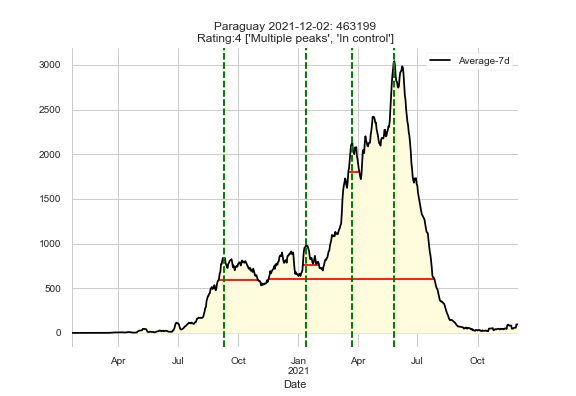 Paraguay 2021-12-02: 463199
Rating:4 ['Multiple peaks', 'In control']
Average-7d
3000
2500
2000
1500
1000
500
0
Apr Jul Oct Jan Apr Jul Oct
2021
Date